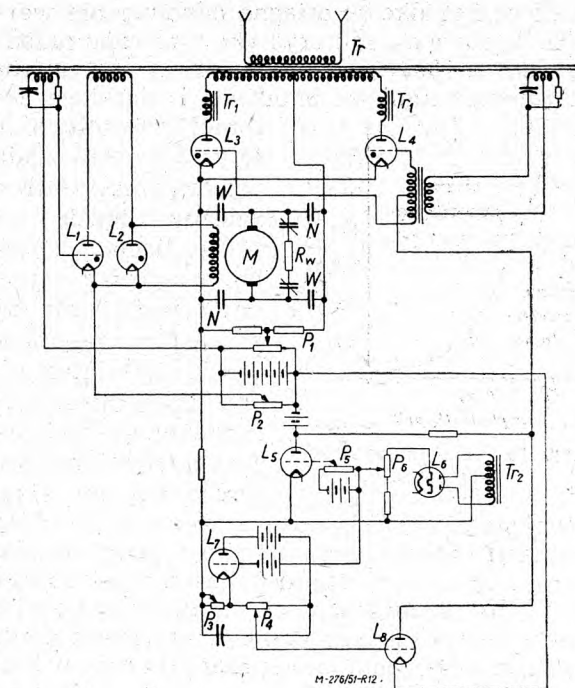 Tr
Tr1 Tr1
L3 L4
W N
L1 L2
M Rw
N W
P1
P2
L5 P5 P6 L6 Tr2
L7
P3 P4
L8
M-276/51-R12